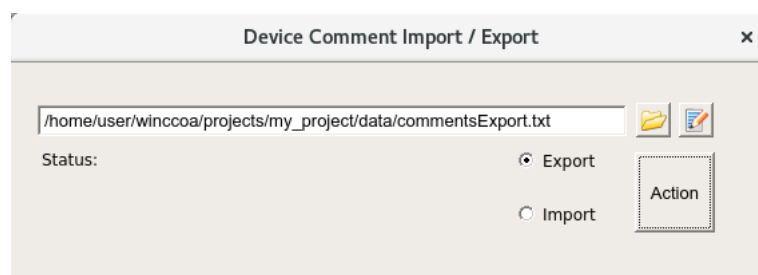 Device Comment Import / Export
/home/user/winccoa/projects/my_project/data/commentsExport.txt
Status:
Export
Action
Import